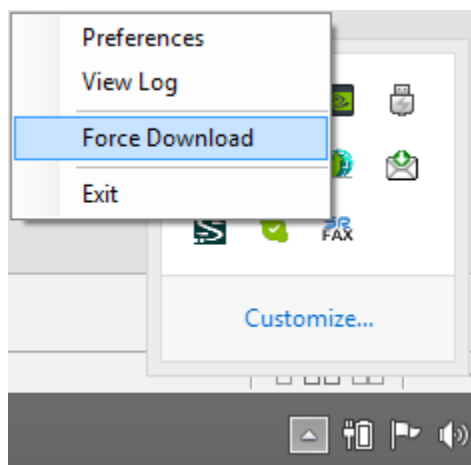 Preferences
View Log
Force Download
Exit
FAX
Customize...